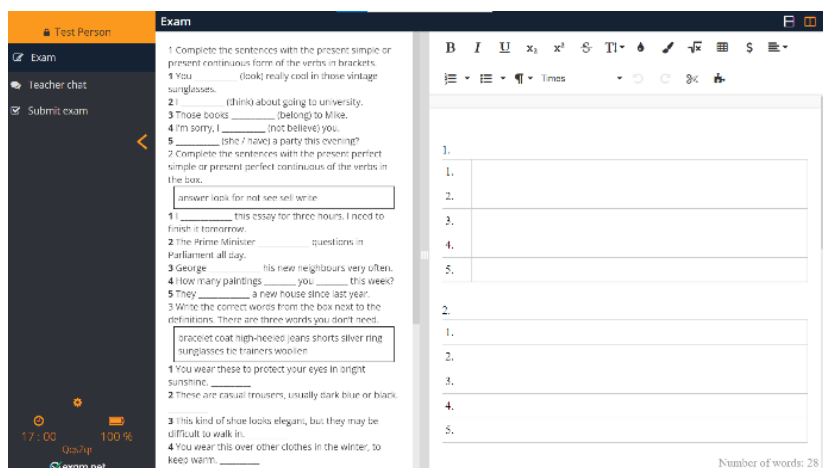 Test Person
Exam
Teacher chat
Submit exam
17 : 00
100 %
exam.net
Exam
1 Complete the sentences with the present simple or
present continuous form of the verbs in brackets.
1 You ________ (look) really cool in those vintage
sunglasses.
2 I ________ (think) about going to university.
3 Those books ________ (belong) to Mike.
4 I'm sorry, I ________ (not believe) you.
5 ________ (she / have) a party this evening?
2 Complete the sentences with the present perfect
simple or present perfect continuous of the verbs in
the box.
answer look for not see sell write
1 I ________ this essay for three hours. I need to
finish it tomorrow.
2 The Prime Minister ________ questions in
Parliament all day.
3 George ________ his new neighbours very often.
4 How many paintings ______ you ______ this week?
5 They ________ a new house since last year.
3 Write the correct words from the box next to the
definitions. There are three words you don't need.
bracelet coat high-heeled jeans shorts silver ring
sunglasses tie trainers woollen
1 You wear these to protect your eyes in bright
sunshine. ________
2 These are casual trousers, usually dark blue or black.
________
3 This kind of shoe looks elegant, but they may be
difficult to walk in.
4 You wear this over other clothes in the winter, to
keep warm. ________
B I U x₂ x² S T √x $
Times
1.
1.
2.
3.
4.
5.
2.
1.
2.
3.
4.
5.
Number of words: 28